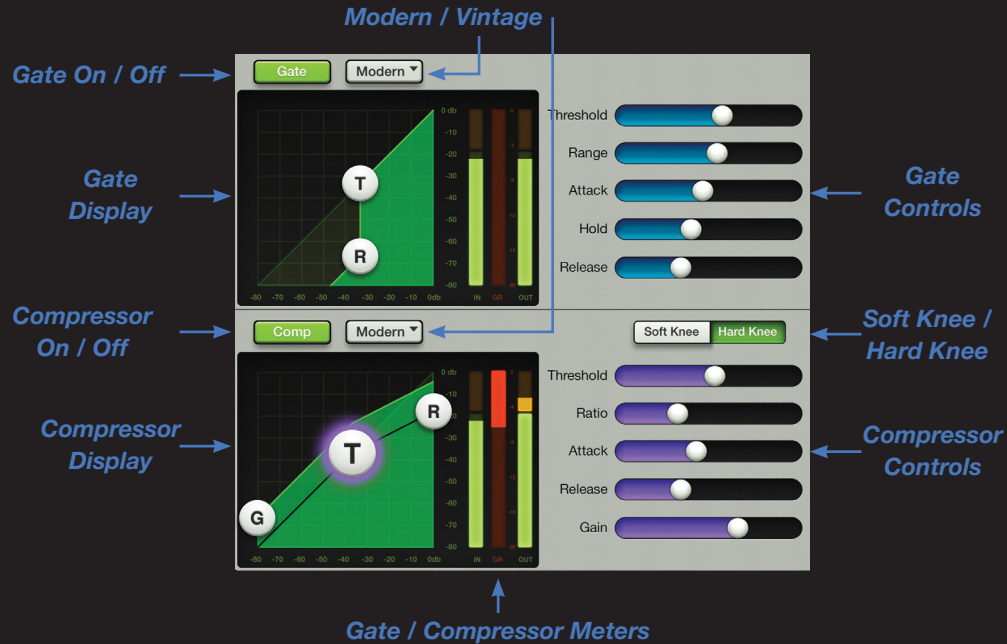 Modern / Vintage
Gate On / Off
Gate
Modern
Gate
Display
0 db
-10
-20
-30
-40
-50
-60
-70
-80
-80 -70 -60 -50 -40 -30 -20 -10 0db
T
R
IN GR OUT
Threshold
Range
Attack
Hold
Release
Gate
Controls
Compressor
On / Off
Comp
Modern
Soft Knee
Hard Knee
Soft Knee /
Hard Knee
Compressor
Display
0 db
-10
-20
-30
-40
-50
-60
-70
-80
-80 -70 -60 -50 -40 -30 -20 -10 0db
R
T
G
IN GR OUT
Threshold
Ratio
Attack
Release
Gain
Compressor
Controls
Gate / Compressor Meters